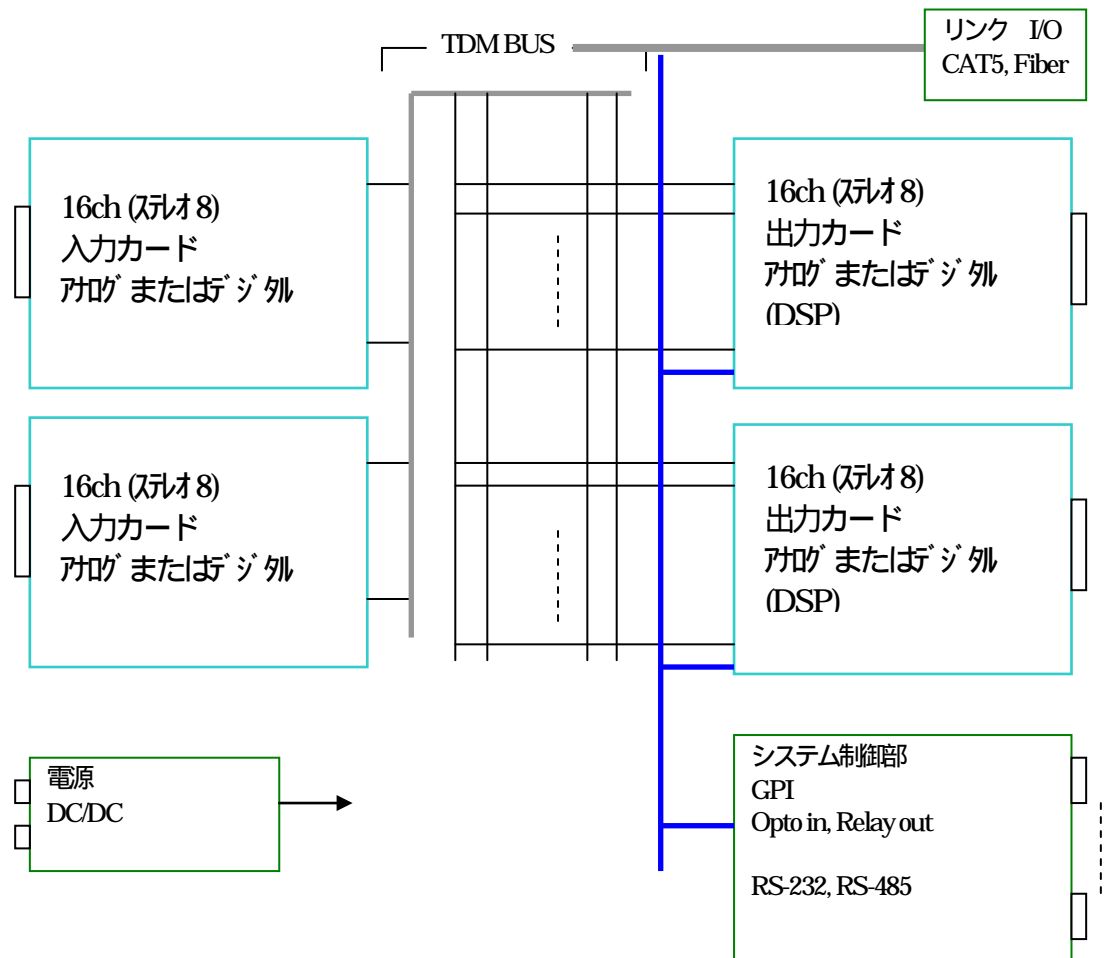 TDM BUS
リンク I/O
CAT5, Fiber
16ch (ｽﾃﾚｵ 8)
入力カード
ｱﾅﾛｸﾞ またはﾃﾞｼﾞﾀﾙ
16ch (ｽﾃﾚｵ 8)
出力カード
ｱﾅﾛｸﾞ またはﾃﾞｼﾞﾀﾙ
(DSP)
16ch (ｽﾃﾚｵ 8)
入力カード
ｱﾅﾛｸﾞ またはﾃﾞｼﾞﾀﾙ
16ch (ｽﾃﾚｵ 8)
出力カード
ｱﾅﾛｸﾞ またはﾃﾞｼﾞﾀﾙ
(DSP)
電源
DC/DC
システム制御部
GPI
Opto in, Relay out
RS-232, RS-485